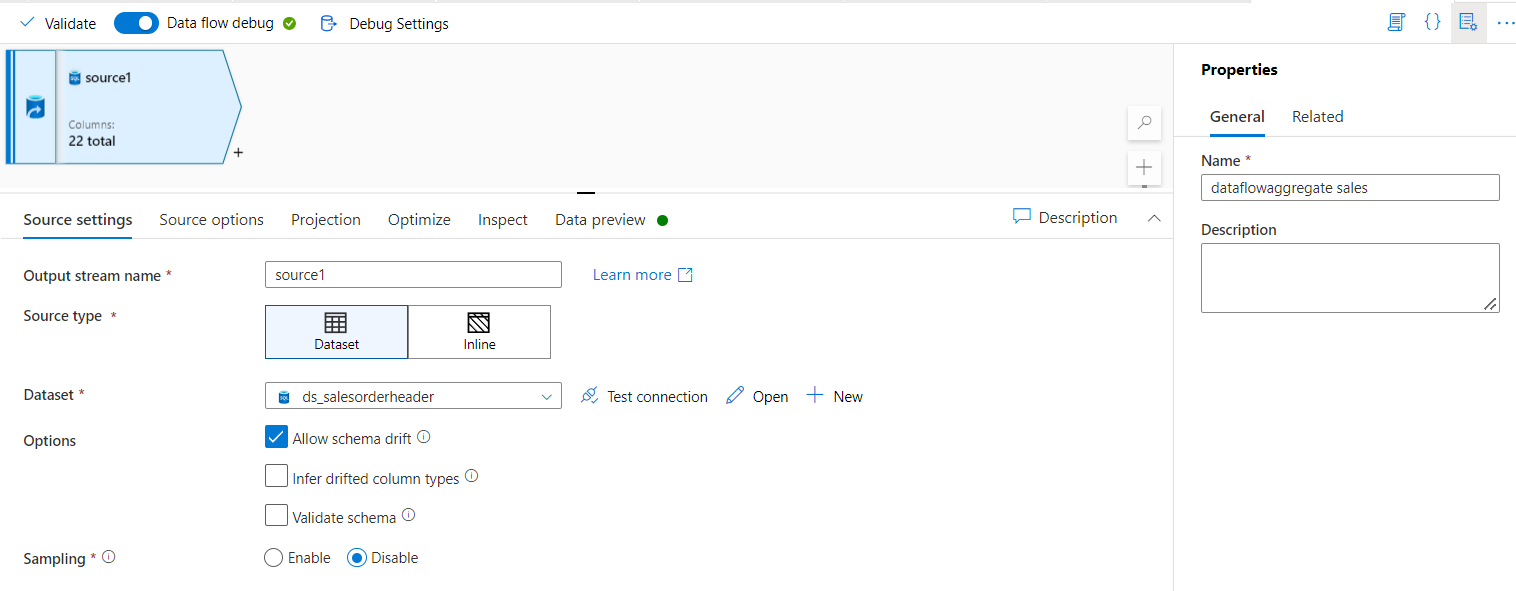 Validate Data flow debug Debug Settings
source1
Columns:
22 total
Properties
General Related
Name *
dataflowaggregate sales
Description
Source settings Source options Projection Optimize Inspect Data preview Description
Output stream name * source1 Learn more
Source type * Dataset Inline
Dataset * ds_salesorderheader Test connection Open New
Options Allow schema drift
Infer drifted column types
Validate schema
Sampling * Enable Disable